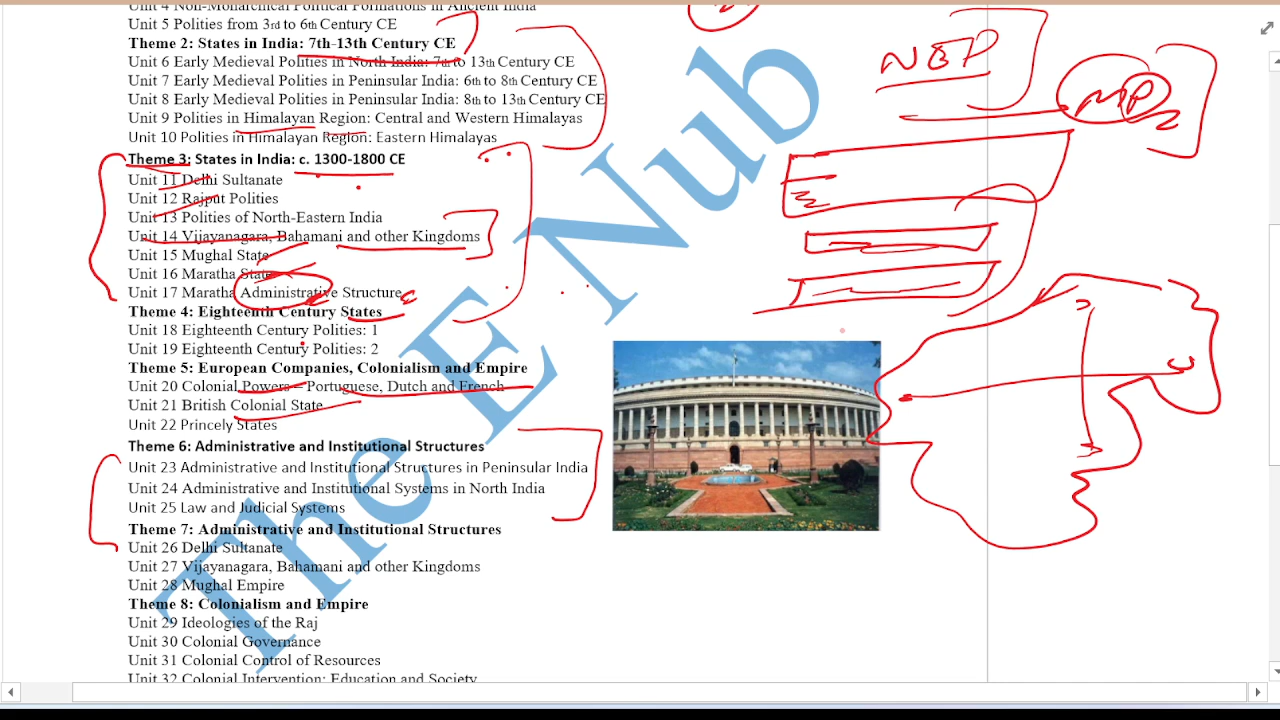 Unit 4 Non-Monarchical Political Formations in Ancient India
Unit 5 Polities from 3rd to 6th Century CE
Theme 2: States in India: 7th-13th Century CE
Unit 6 Early Medieval Polities in North India: 7th to 13th Century CE
Unit 7 Early Medieval Polities in Peninsular India: 6th to 8th Century CE
Unit 8 Early Medieval Polities in Peninsular India: 8th to 13th Century CE
Unit 9 Polities in Himalayan Region: Central and Western Himalayas
Unit 10 Polities in Himalayan Region: Eastern Himalayas
Theme 3: States in India: c. 1300-1800 CE
Unit 11 Delhi Sultanate
Unit 12 Rajput Polities
Unit 13 Polities of North-Eastern India
Unit 14 Vijayanagara, Bahamani and other Kingdoms
Unit 15 Mughal State
Unit 16 Maratha State
Unit 17 Maratha Administrative Structure
Theme 4: Eighteenth Century States
Unit 18 Eighteenth Century Polities: 1
Unit 19 Eighteenth Century Polities: 2
Theme 5: European Companies, Colonialism and Empire
Unit 20 Colonial Powers – Portuguese, Dutch and French
Unit 21 British Colonial State
Unit 22 Princely States
Theme 6: Administrative and Institutional Structures
Unit 23 Administrative and Institutional Structures in Peninsular India
Unit 24 Administrative and Institutional Systems in North India
Unit 25 Law and Judicial Systems
Theme 7: Administrative and Institutional Structures
Unit 26 Delhi Sultanate
Unit 27 Vijayanagara, Bahamani and other Kingdoms
Unit 28 Mughal Empire
Theme 8: Colonialism and Empire
Unit 29 Ideologies of the Raj
Unit 30 Colonial Governance
Unit 31 Colonial Control of Resources
Unit 32 Colonial Intervention: Education and Society
The E Nub
NEP